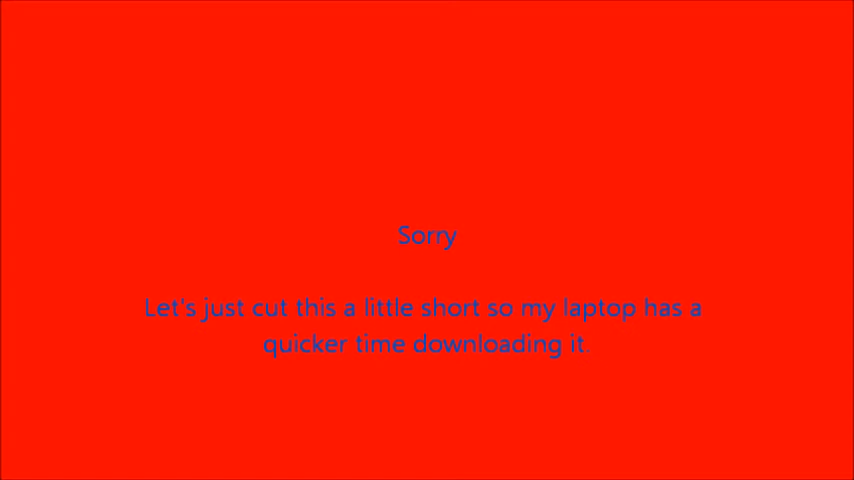 Sorry
Let's just cut this a little short so my laptop has a
quicker time downloading it.